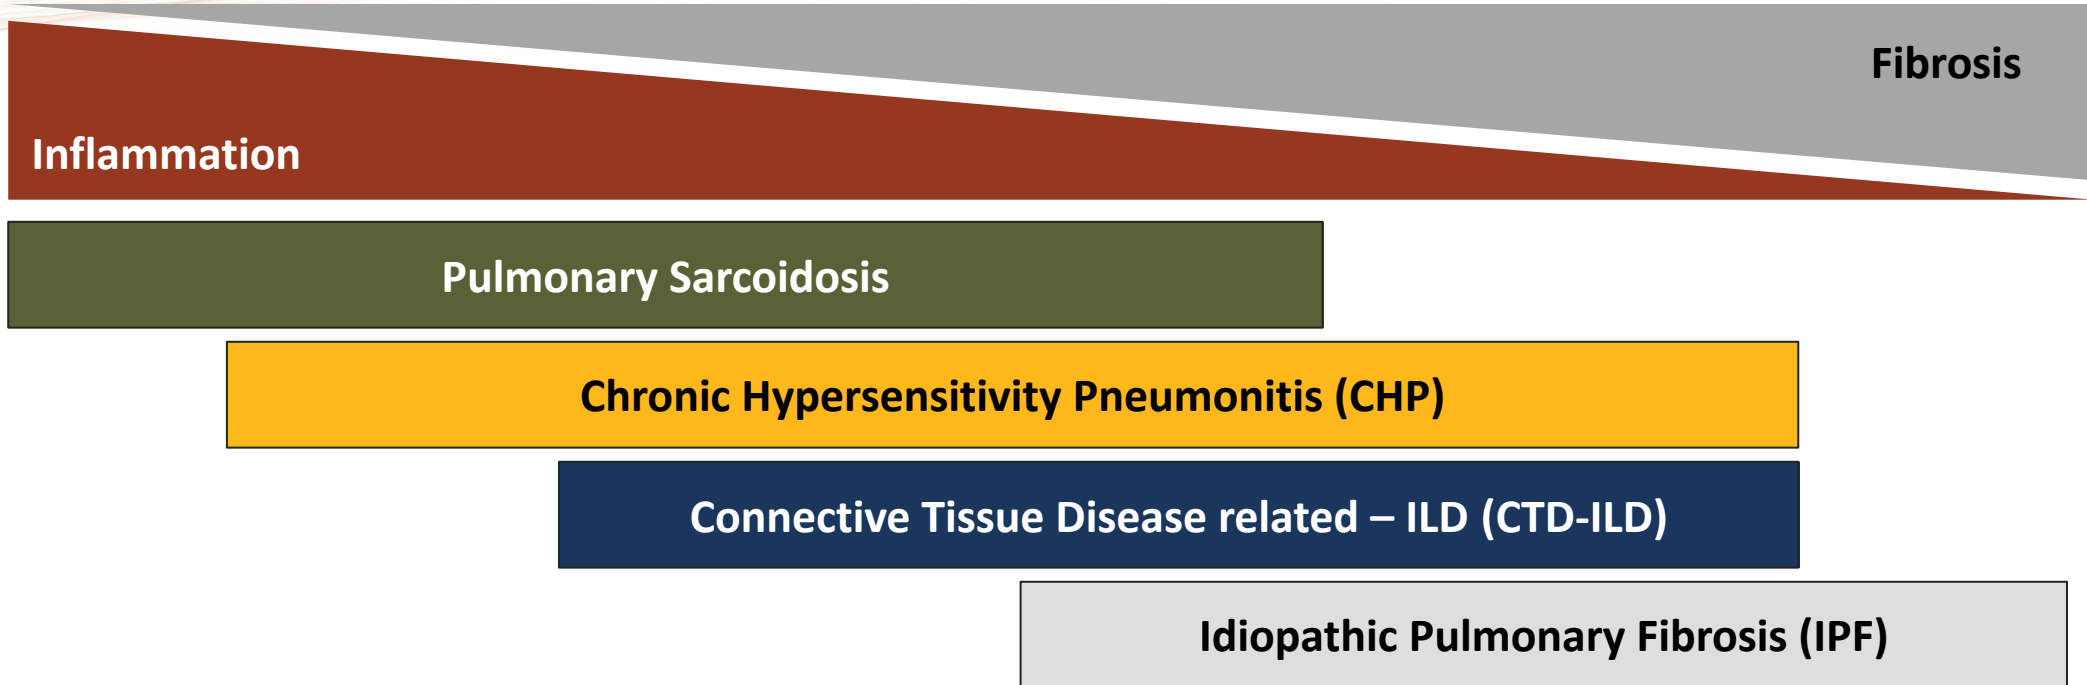 Fibrosis
Inflammation
Pulmonary Sarcoidosis
Chronic Hypersensitivity Pneumonitis (CHP)
Connective Tissue Disease related – ILD (CTD-ILD)
Idiopathic Pulmonary Fibrosis (IPF)